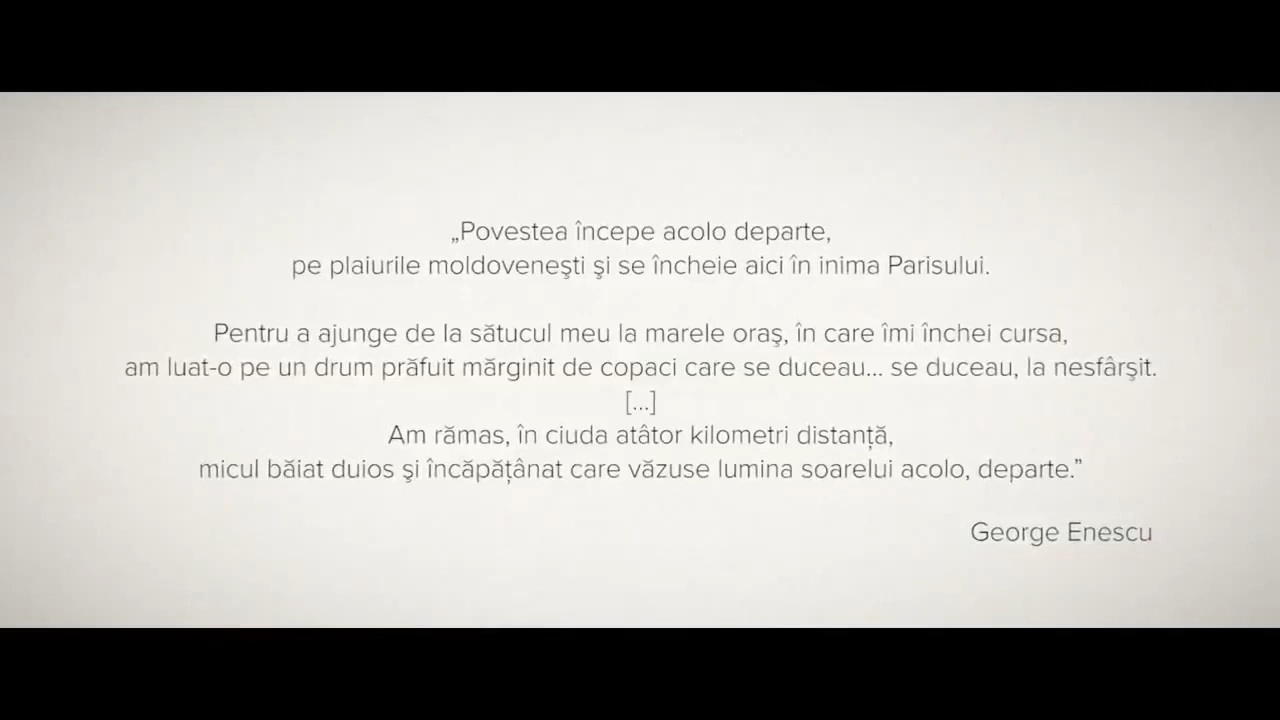 „Povestea începe acolo departe,
pe plaiurile moldoveneşti şi se încheie aici în inima Parisului.
Pentru a ajunge de la sătucul meu la marele oraş, în care îmi închei cursa,
am luat-o pe un drum prăfuit mărginit de copaci care se duceau... se duceau, la nesfârşit.
[...]
Am rămas, în ciuda atâtor kilometri distanță,
micul băiat duios şi încăpățânat care văzuse lumina soarelui acolo, departe.”
George Enescu